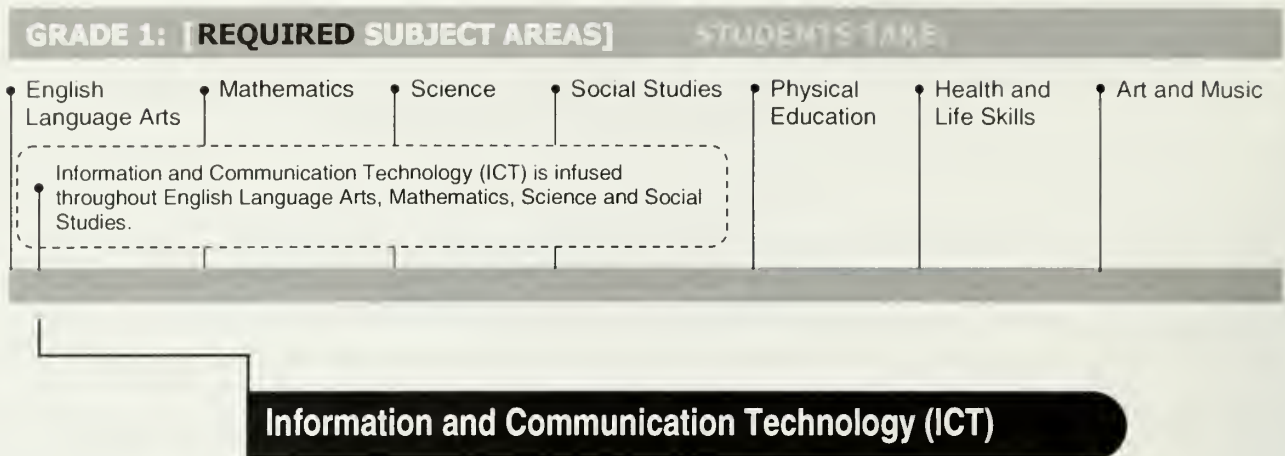 GRADE 1: [REQUIRED SUBJECT AREAS] STUDENTS TAKE:
English Language Arts
Mathematics
Science
Social Studies
Physical Education
Health and Life Skills
Art and Music
Information and Communication Technology (ICT) is infused
throughout English Language Arts, Mathematics, Science and Social
Studies.
Information and Communication Technology (ICT)